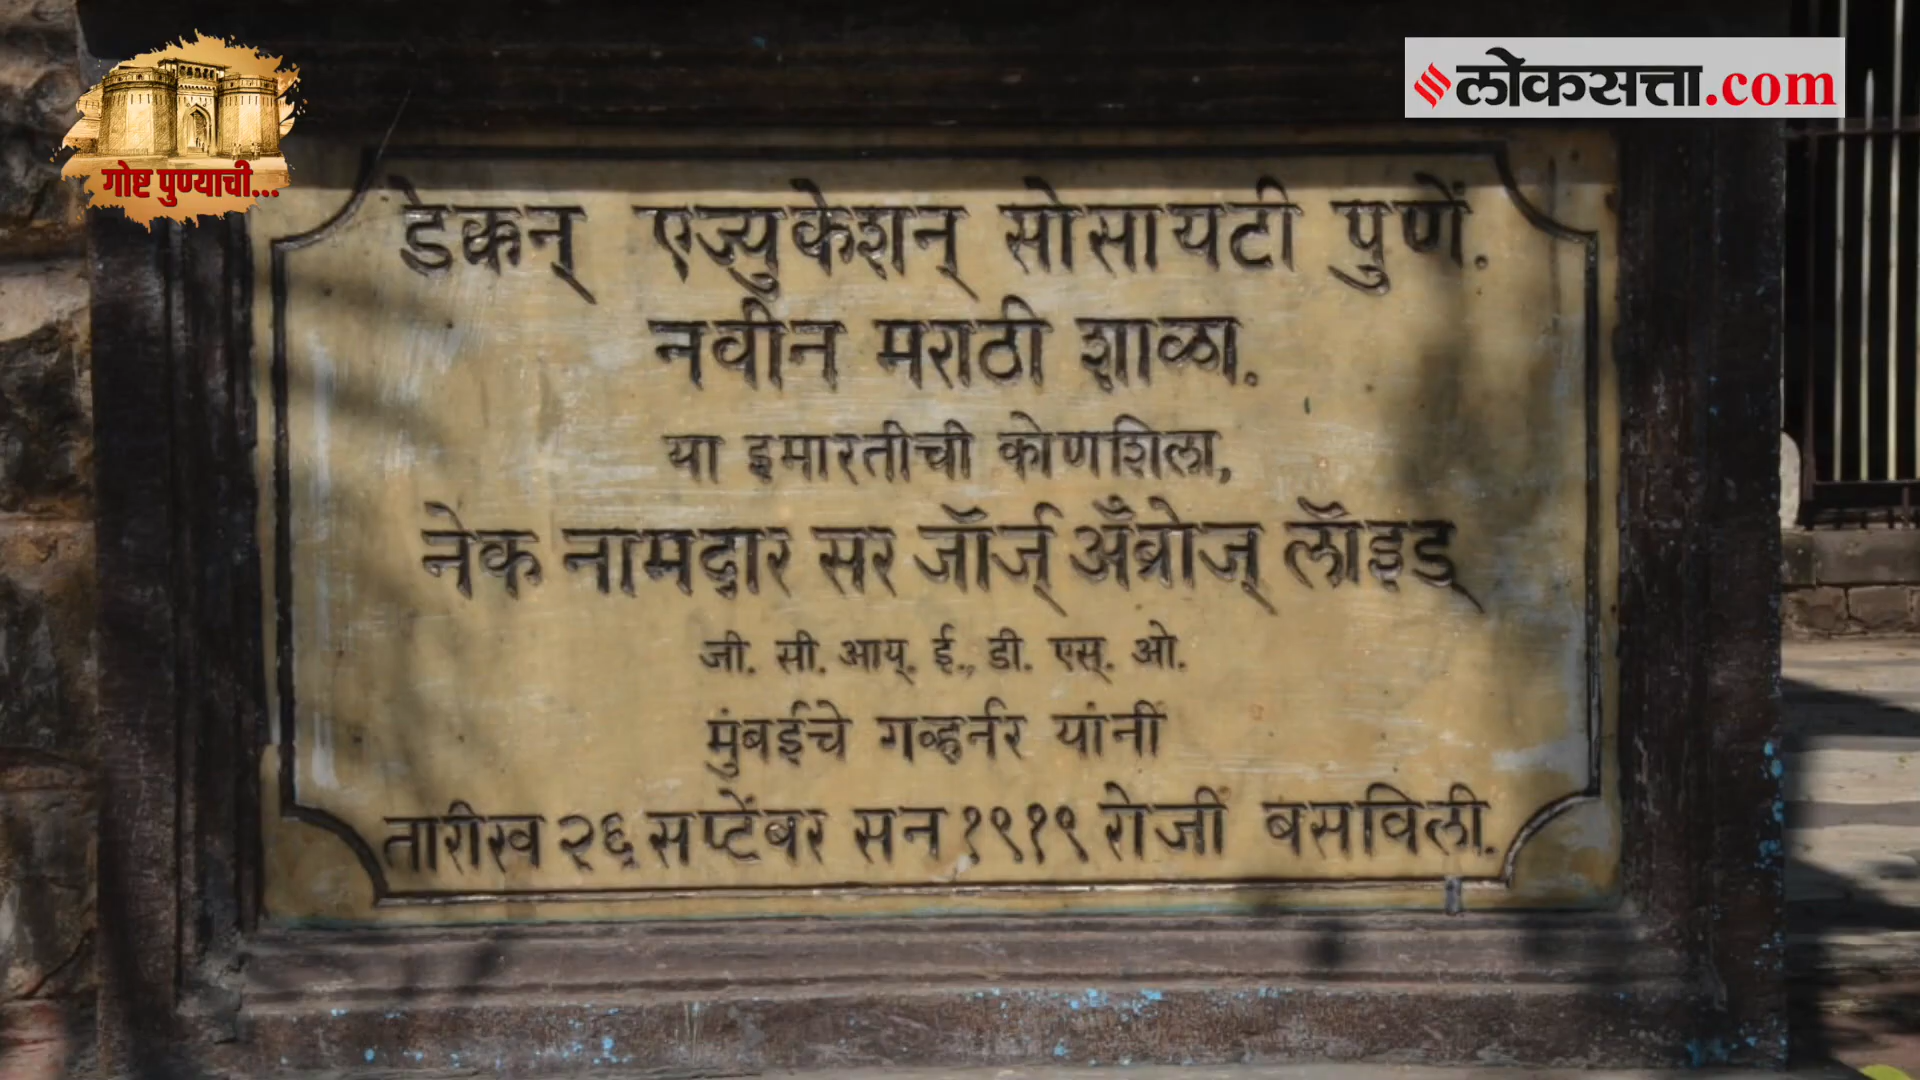 गोष्ट पुण्याची...
लोकसत्ता.com
डेक्कन् एज्युकेशन् सोसायटी पुणें.
नवीन मराठी शाळा.
या इमारतीची कोणशिला,
नेक नामदार सर जॉर्ज् अँब्रोज् लॉइड्
जी. सी. आय्. ई., डी. एस्. ओ.
मुंबईचे गव्हर्नर यांनीं
तारीख २६ सप्टेंबर सन १९१९ रोजीं बसविली.